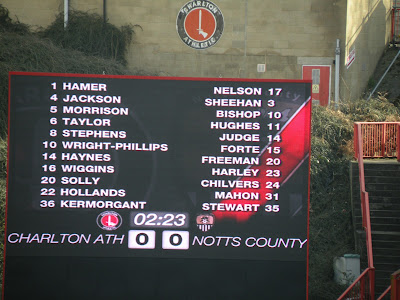 CHARLTON
ATHLETIC
1 HAMER NELSON 17
4 JACKSON SHEEHAN 3
5 MORRISON BISHOP 10
6 TAYLOR HUGHES 11
8 STEPHENS JUDGE 14
10 WRIGHT-PHILLIPS FORTE 15
14 HAYNES FREEMAN 20
16 WIGGINS HARLEY 23
20 SOLLY CHILVERS 24
22 HOLLANDS MAHON 31
36 KERMORGANT STEWART 35
02:23
CHARLTON ATH 0 0 NOTTS COUNTY